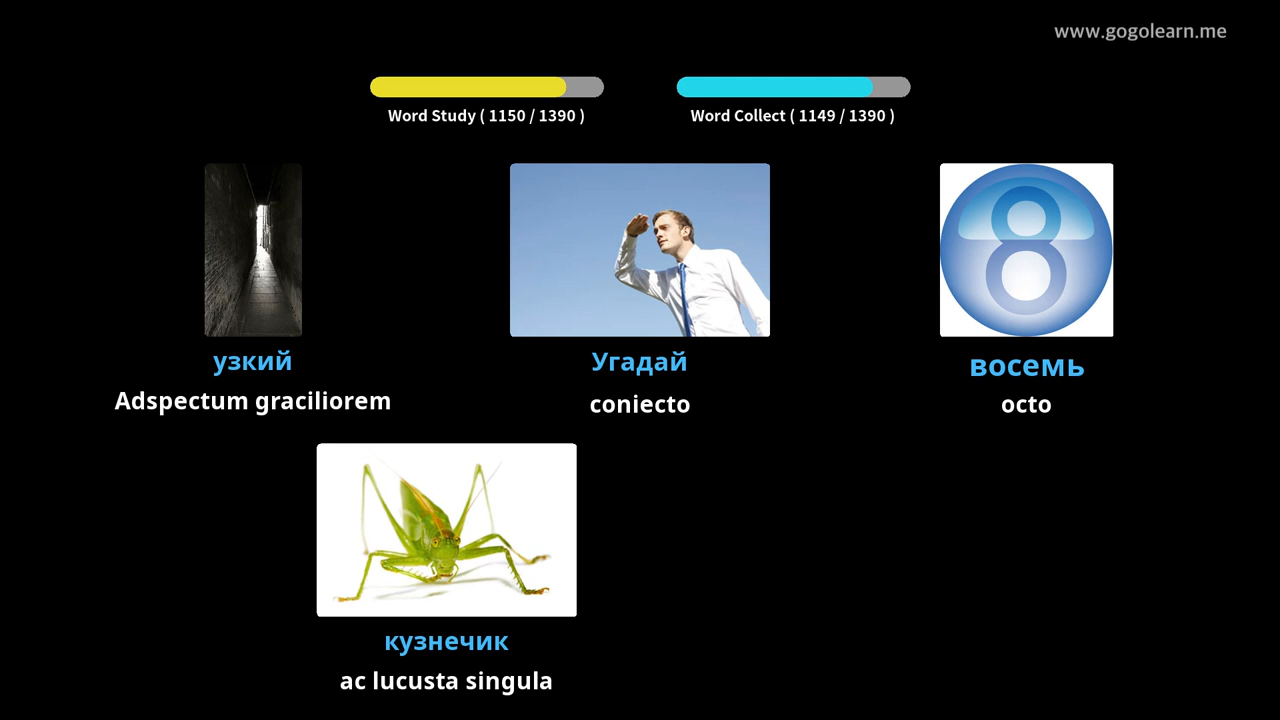 www.gogolearn.me
Word Study ( 1150 / 1390 )
Word Collect ( 1149 / 1390 )
узкий
Adspectum graciliorem
Угадай
coniecto
8
восемь
octo
кузнечик
ac lucusta singula